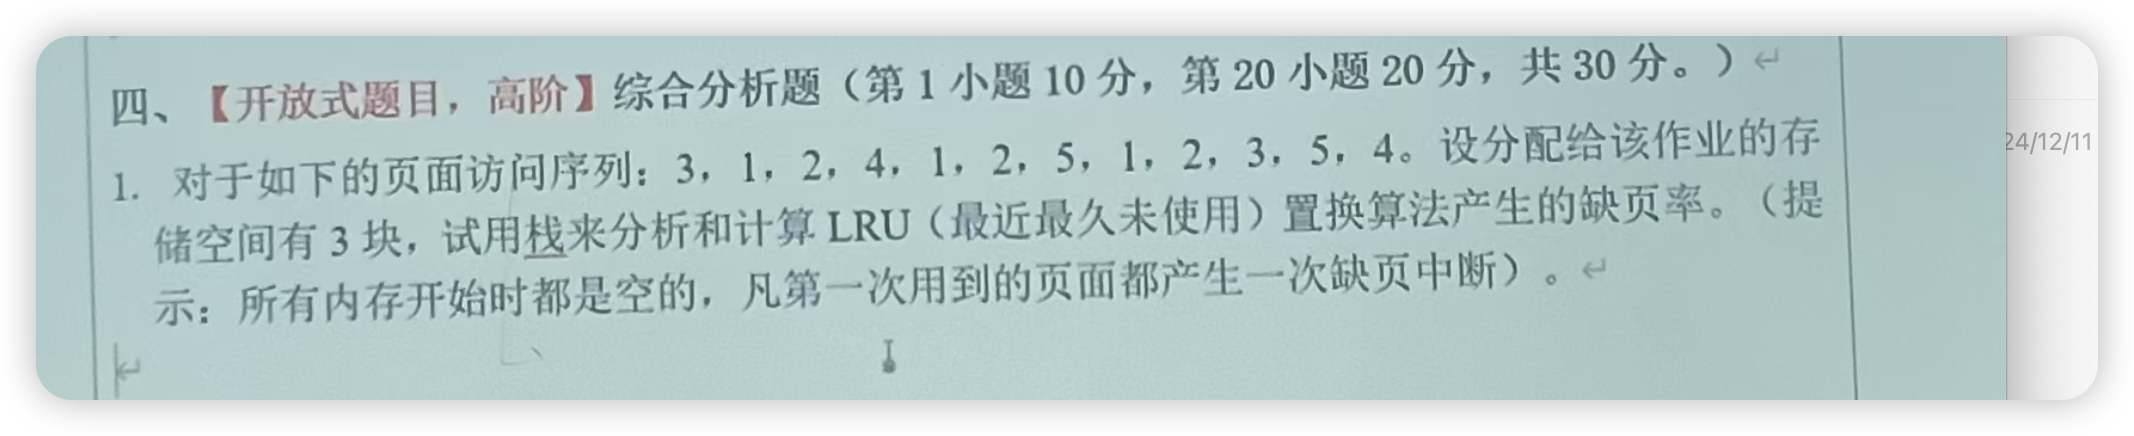 四、【开放式题目，高阶】综合分析题（第 1 小题 10 分，第 20 小题 20 分，共 30 分。）
1. 对于如下的页面访问序列：3，1，2，4，1，2，5，1，2，3，5，4。设分配给该作业的存
24/12/11
储空间有 3 块，试用栈来分析和计算 LRU（最近最久未使用）置换算法产生的缺页率。（提
示：所有内存开始时都是空的，凡第一次用到的页面都产生一次缺页中断）。